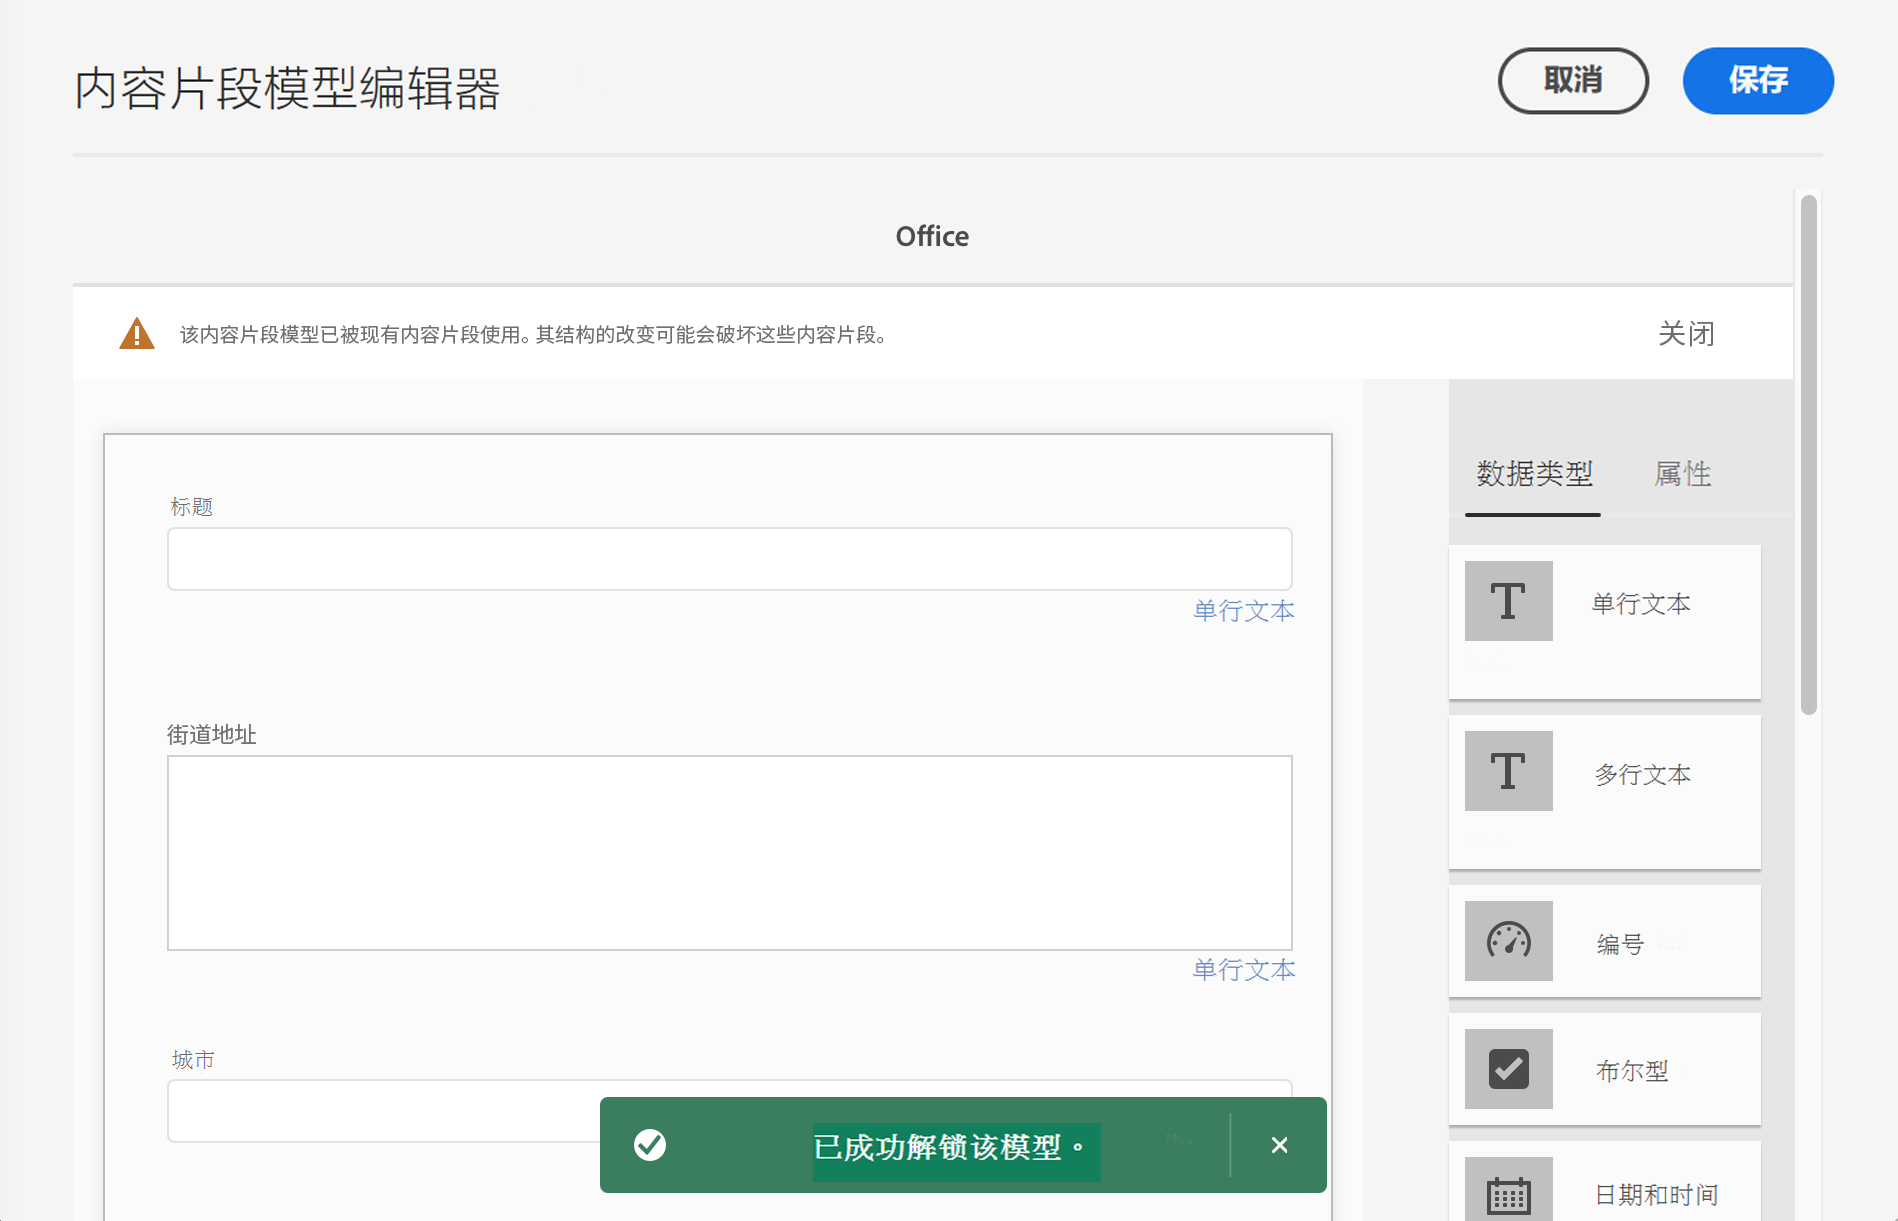 内容片段模型编辑器
取消
保存
Office
该内容片段模型已被现有内容片段使用。其结构的改变可能会破坏这些内容片段。
关闭
数据类型
属性
标题
单行文本
单行文本
多行文本
街道地址
单行文本
编号
城市
布尔型
已成功解锁该模型。
日期和时间